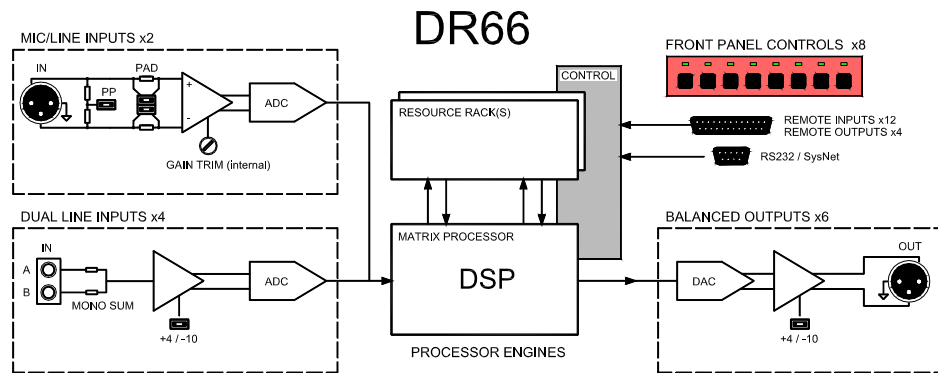 DR66
MIC/LINE INPUTS x2
IN
PAD
PP
+
-
ADC
GAIN TRIM (internal)
DUAL LINE INPUTS x4
IN
A
B
MONO SUM
+4 / -10
ADC
CONTROL
RESOURCE RACK(S)
MATRIX PROCESSOR
DSP
PROCESSOR ENGINES
FRONT PANEL CONTROLS x8
REMOTE INPUTS x12
REMOTE OUTPUTS x4
RS232 / SysNet
BALANCED OUTPUTS x6
OUT
DAC
+4 / -10